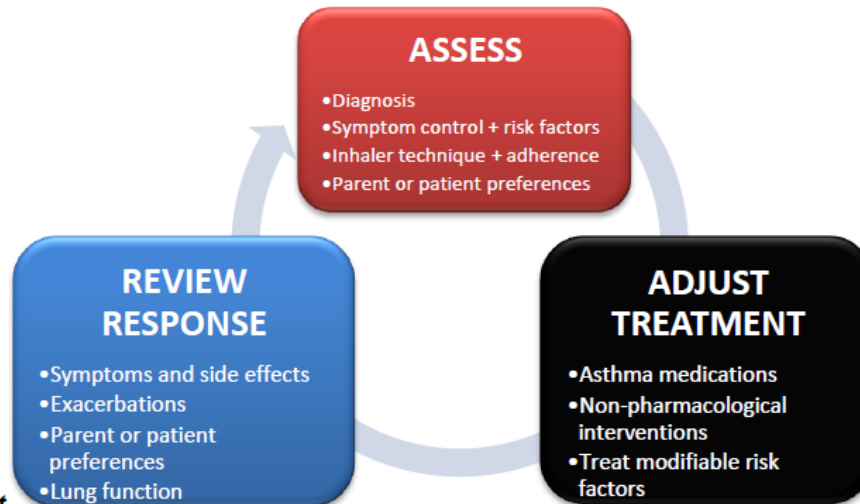 ASSESS
•Diagnosis
•Symptom control + risk factors
•Inhaler technique + adherence
•Parent or patient preferences
REVIEW
RESPONSE
•Symptoms and side effects
•Exacerbations
•Parent or patient
preferences
•Lung function
ADJUST
TREATMENT
•Asthma medications
•Non-pharmacological
interventions
•Treat modifiable risk
factors